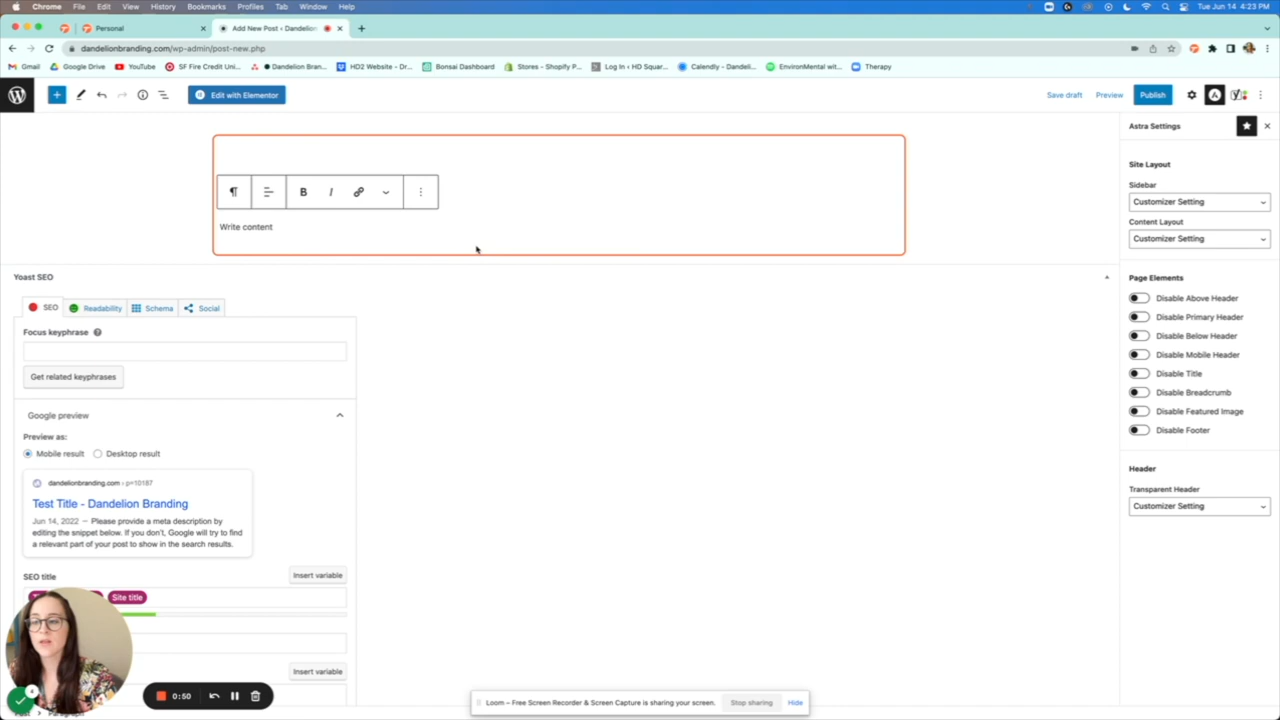 Chrome File Edit View History Bookmarks Profiles Tab Window Help Tue Jun 14 4:23 PM
Personal Add New Post ‹ Dandelion
dandelionbranding.com/wp-admin/post-new.php
Gmail Google Drive YouTube SF Fire Credit Uni... Dandelion Bran... HD2 Website - Dr... Bonsai Dashboard Stores - Shopify P... Log In ‹ HD Squar... Calendly - Dandeli... EnvironMental wit... Therapy
Edit with Elementor Save draft Preview Publish
Astra Settings
Site Layout
Sidebar
Customizer Setting
Content Layout
Customizer Setting
Page Elements
Disable Above Header
Disable Primary Header
Disable Below Header
Disable Mobile Header
Disable Title
Disable Breadcrumb
Disable Featured Image
Disable Footer
Header
Transparent Header
Customizer Setting
B I
Write content
Yoast SEO
SEO Readability Schema Social
Focus keyphrase
Get related keyphrases
Google preview
Preview as:
Mobile result Desktop result
dandelionbranding.com › p=10187
Test Title - Dandelion Branding
Jun 14, 2022 － Please provide a meta description by
editing the snippet below. If you don't, Google will try to find
a relevant part of your post to show in the search results.
SEO title Insert variable
Site title
Insert variable
0:50
Loom – Free Screen Recorder & Screen Capture is sharing your screen. Stop sharing Hide